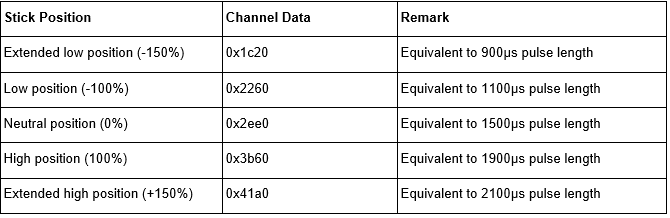 Stick Position Channel Data Remark
Extended low position (-150%) 0x1c20 Equivalent to 900µs pulse length
Low position (-100%) 0x2260 Equivalent to 1100µs pulse length
Neutral position (0%) 0x2ee0 Equivalent to 1500µs pulse length
High position (100%) 0x3b60 Equivalent to 1900µs pulse length
Extended high position (+150%) 0x41a0 Equivalent to 2100µs pulse length